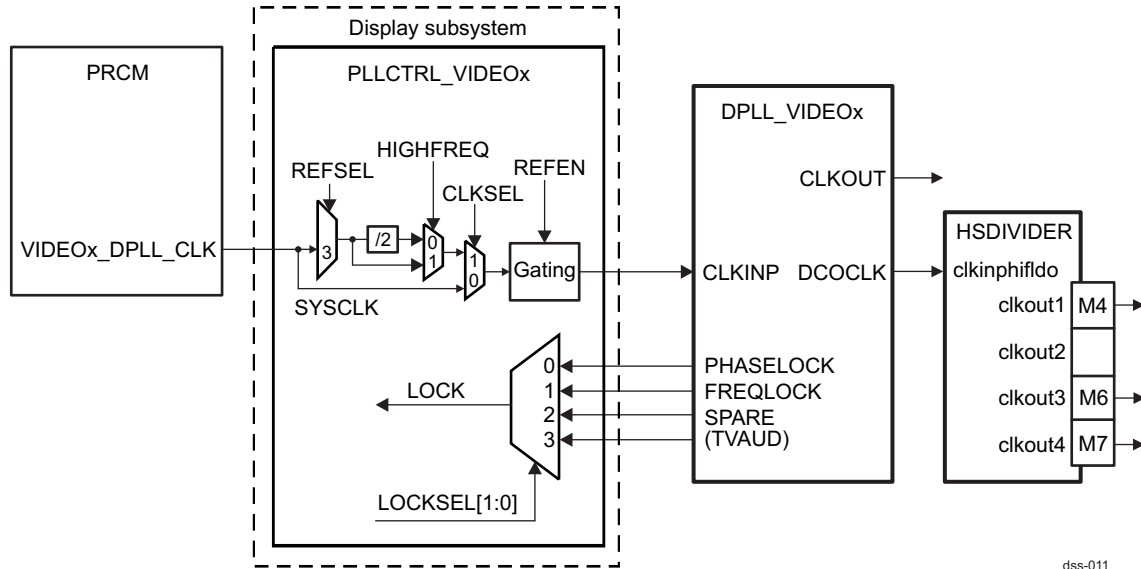 Display subsystem
PRCM
PLLCTRL_VIDEOx
DPLL_VIDEOx
HIGHFREQ
REFSEL
REFEN
CLKSEL
CLKOUT
/2
0
1
3
1
0
Gating
VIDEOx_DPLL_CLK
SYSCLK
CLKINP
DCOCLK
HSDIVIDER
clkinphifldo
clkout1
M4
clkout2
clkout3
M6
clkout4
M7
LOCK
0
1
2
3
PHASELOCK
FREQLOCK
SPARE
(TVAUD)
LOCKSEL[1:0]
dss-011